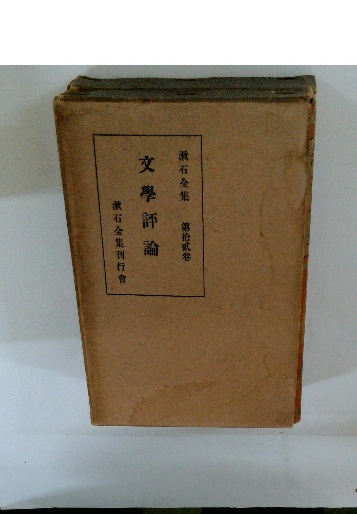 漱石全集 第拾貳卷
文學評論
漱石全集刊行會